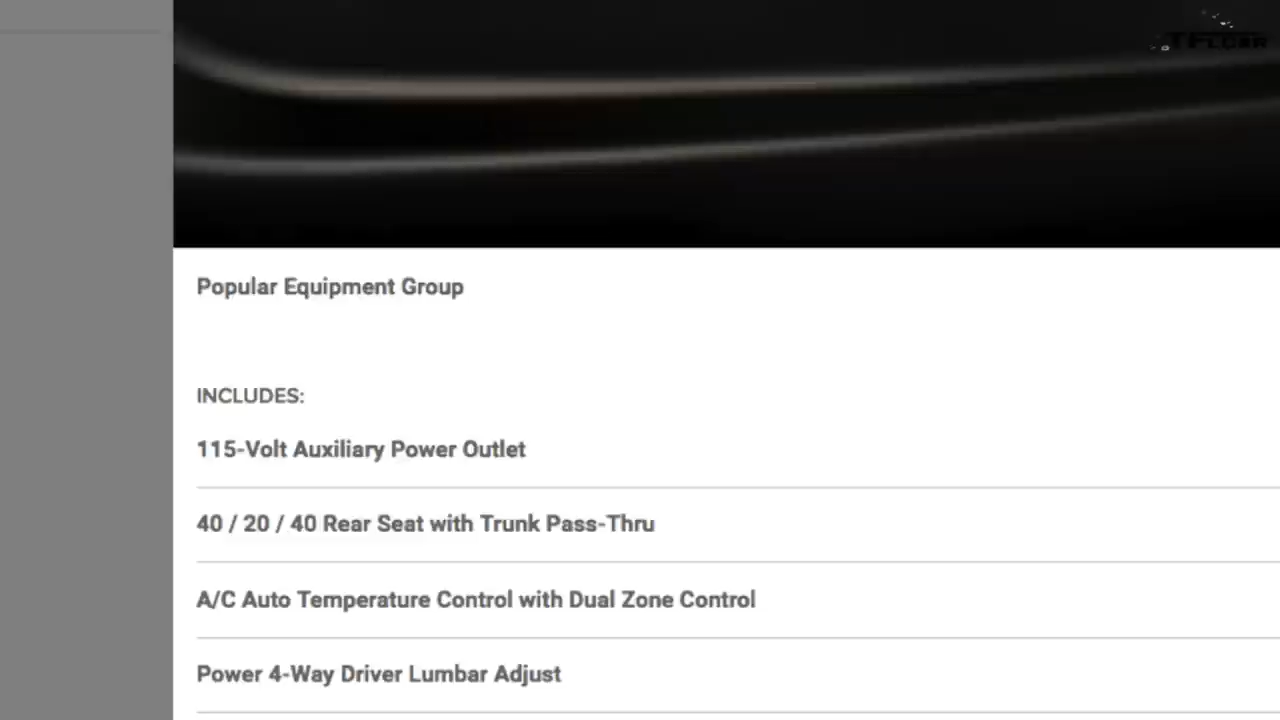 TFLCAR
Popular Equipment Group
INCLUDES:
115-Volt Auxiliary Power Outlet
40 / 20 / 40 Rear Seat with Trunk Pass-Thru
A/C Auto Temperature Control with Dual Zone Control
Power 4-Way Driver Lumbar Adjust